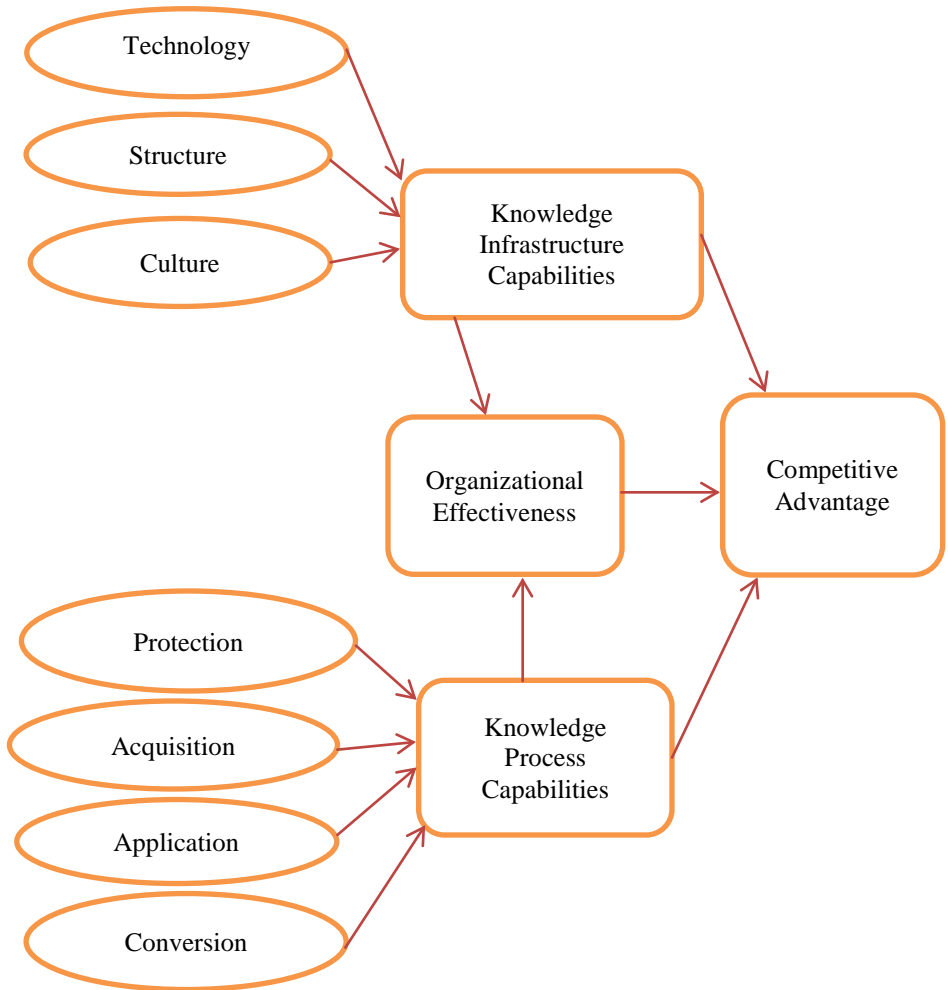 Technology
Structure
Culture
Knowledge
Infrastructure
Capabilities
Organizational
Effectiveness
Competitive
Advantage
Protection
Acquisition
Application
Conversion
Knowledge
Process
Capabilities